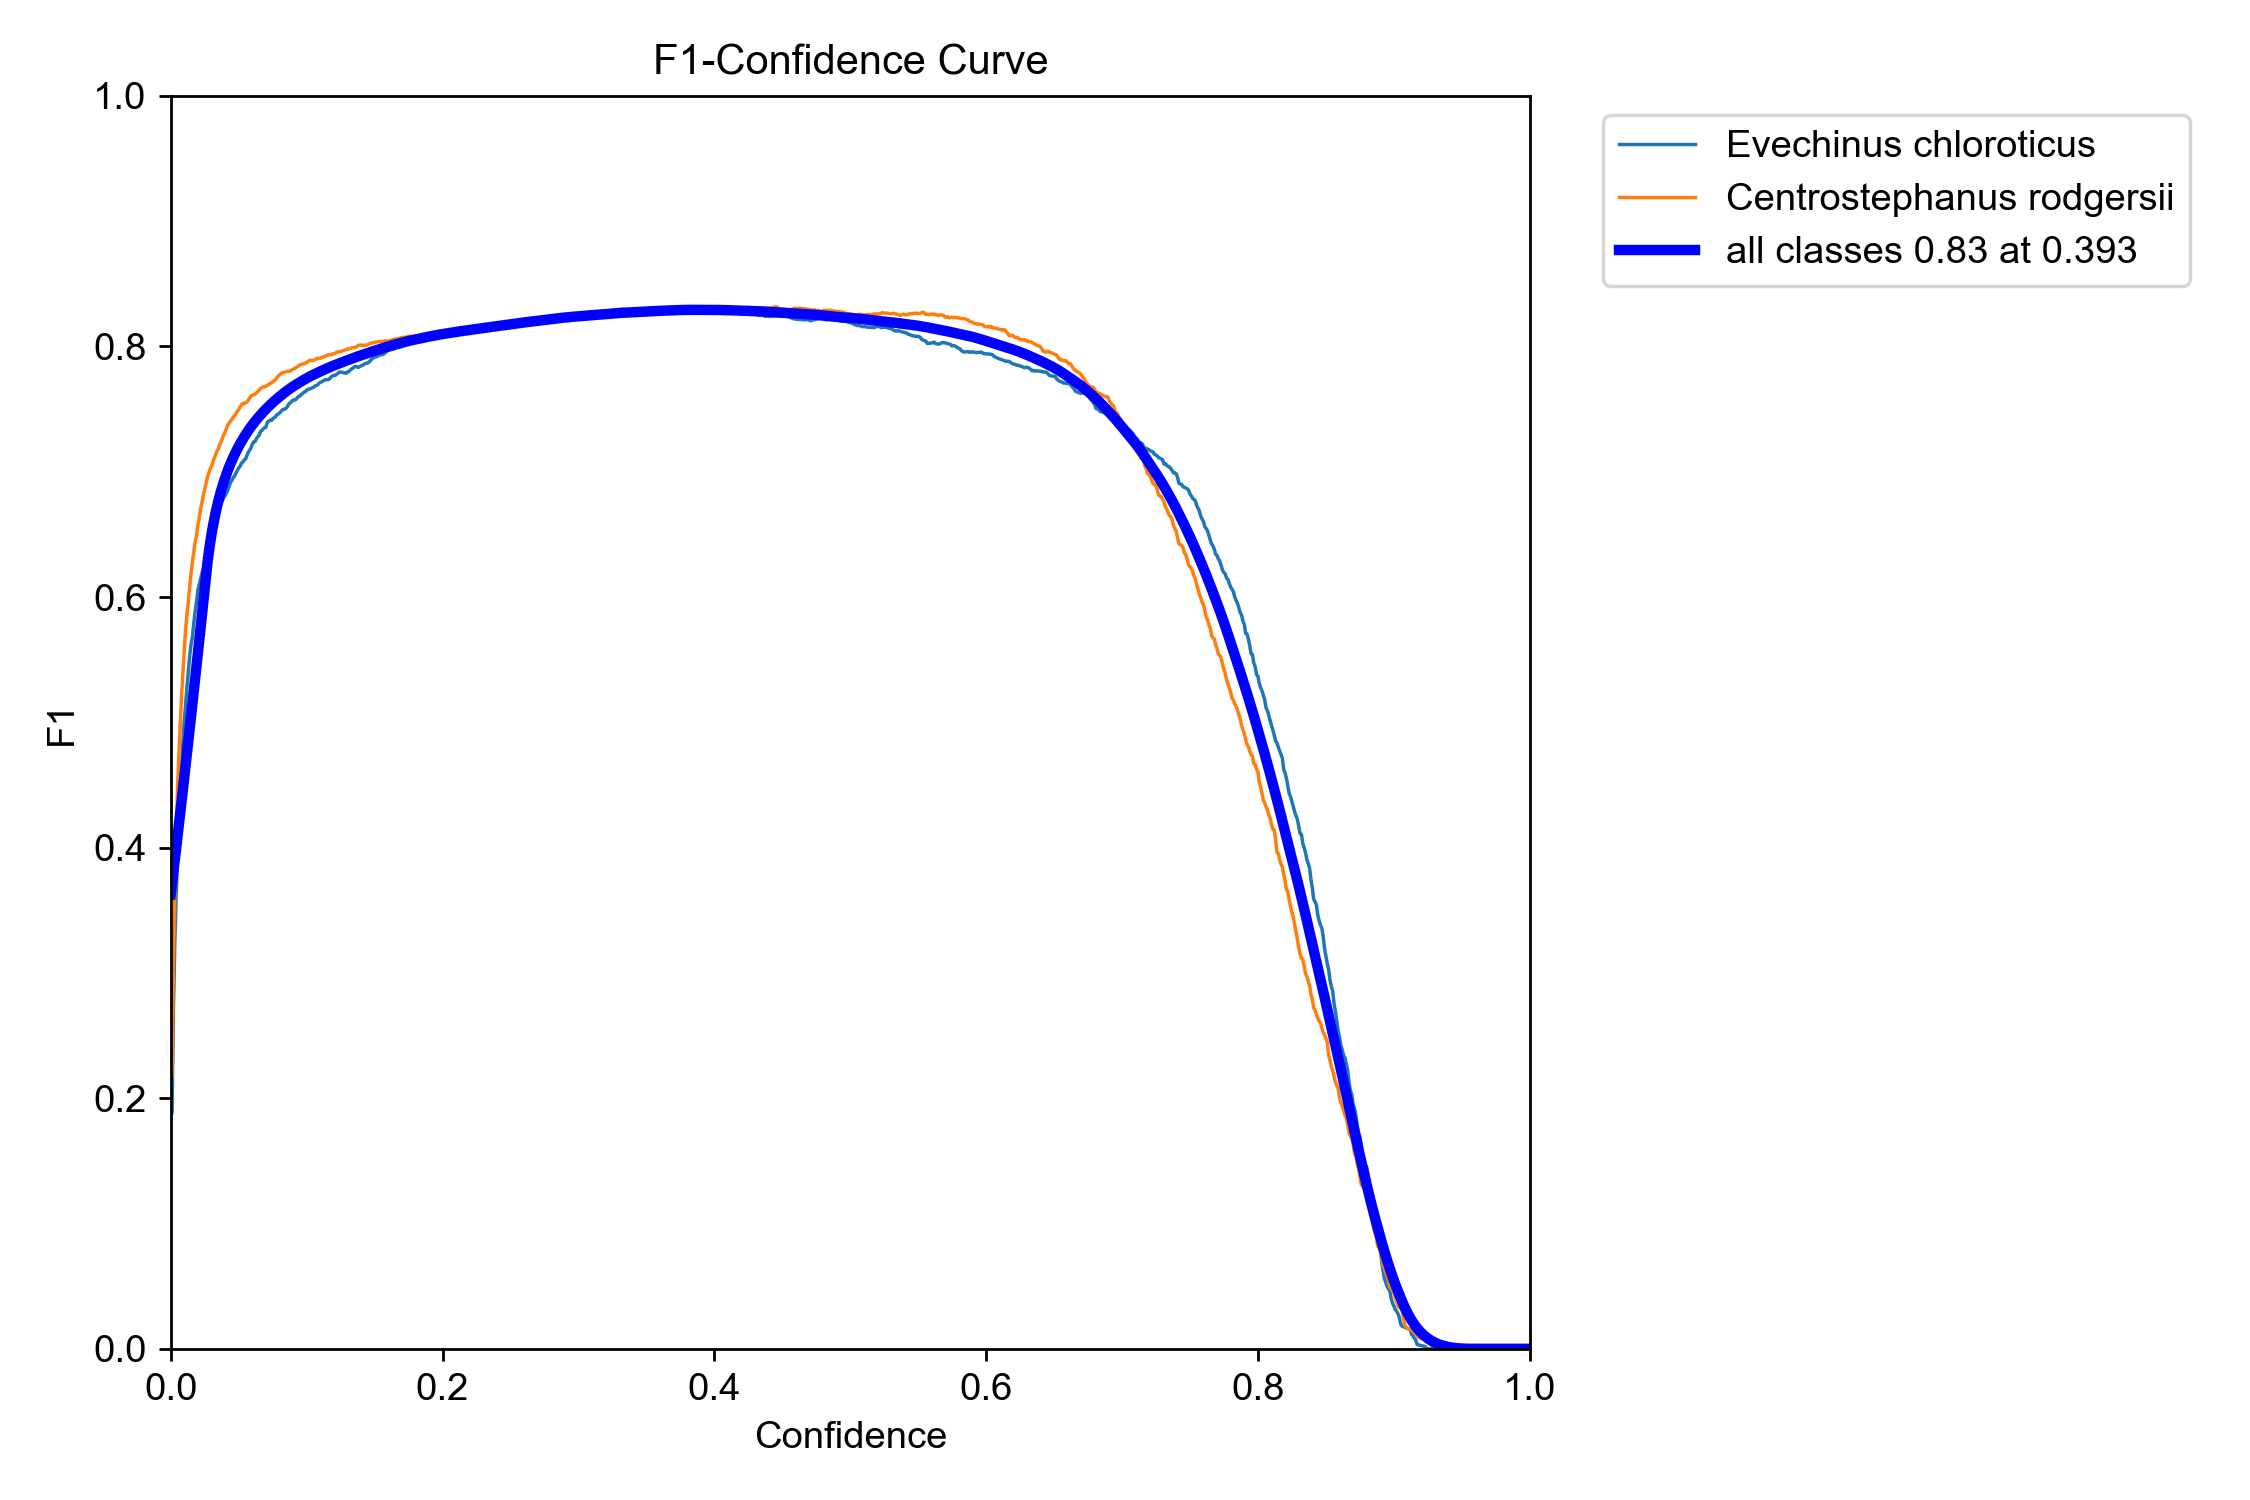 F1-Confidence Curve
1.0
0.8
0.6
0.4
0.2
0.0
F1
0.0 0.2 0.4 0.6 0.8 1.0
Confidence
Evechinus chloroticus
Centrostephanus rodgersii
all classes 0.83 at 0.393